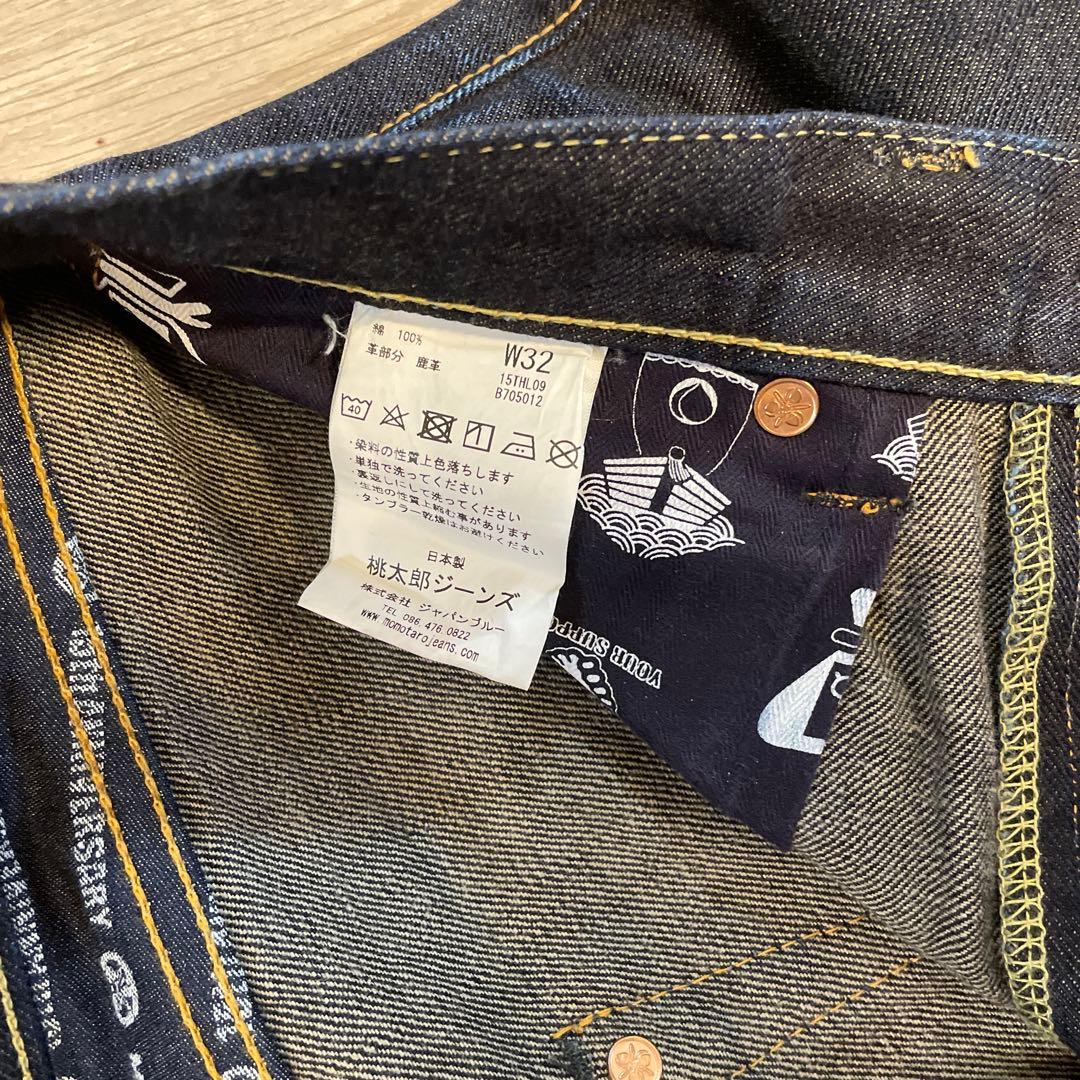 綿 100%
革部分 鹿革
W32
15THL09
B705012
40
・染料の性質上色落ちします
・単独で洗ってください
・裏返しにして洗ってください
・生地の性質上縮む事があります
・タンブラー乾燥はお避けください
日本製
桃太郎ジーンズ
株式会社 ジャパンブルー
TEL 086.476.0822
www.momotarojeans.com
YOUR SUPPO
10TH ANNIVERSARY